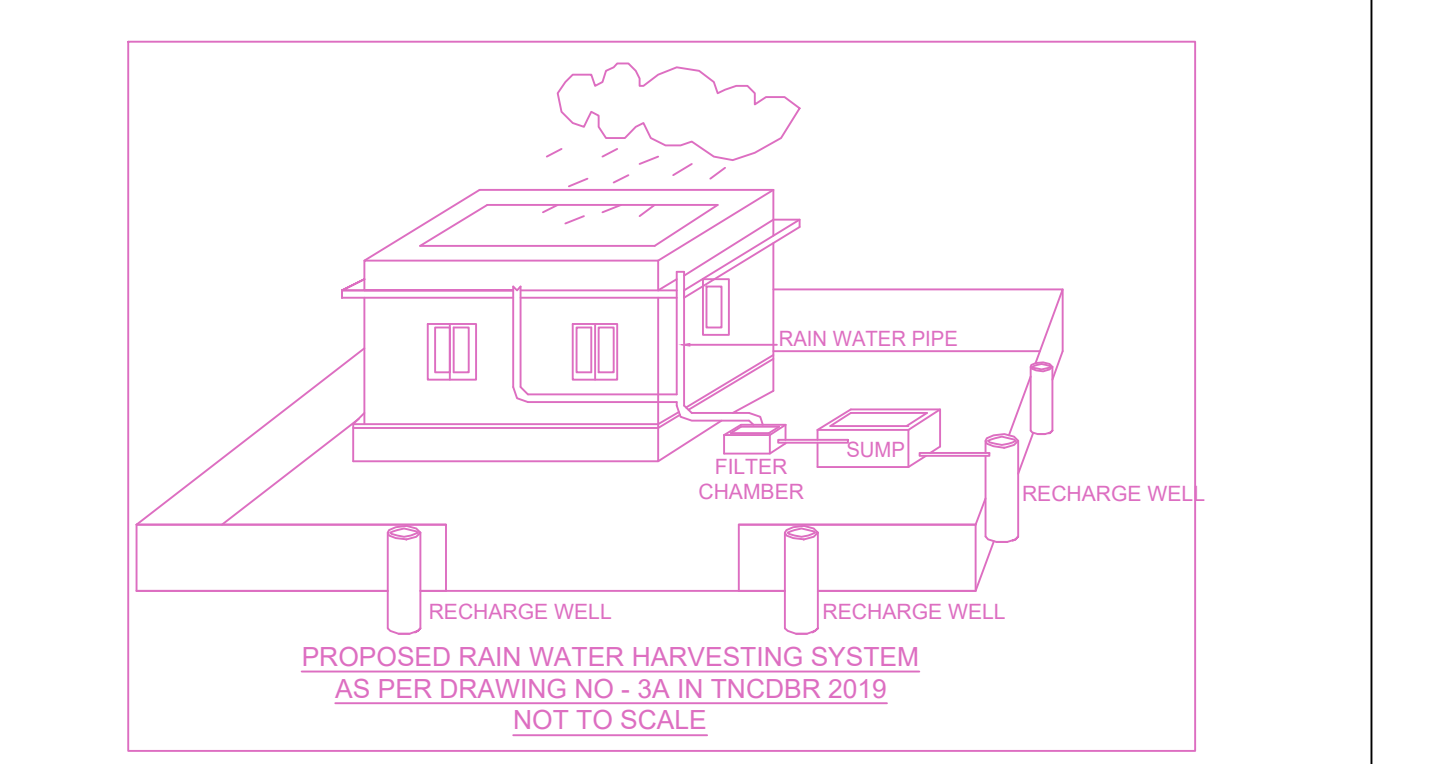 RAIN WATER PIPE
SUMP
FILTER
CHAMBER
RECHARGE WELL
RECHARGE WELL
RECHARGE WELL
PROPOSED RAIN WATER HARVESTING SYSTEM
AS PER DRAWING NO - 3A IN TNCDBR 2019
NOT TO SCALE